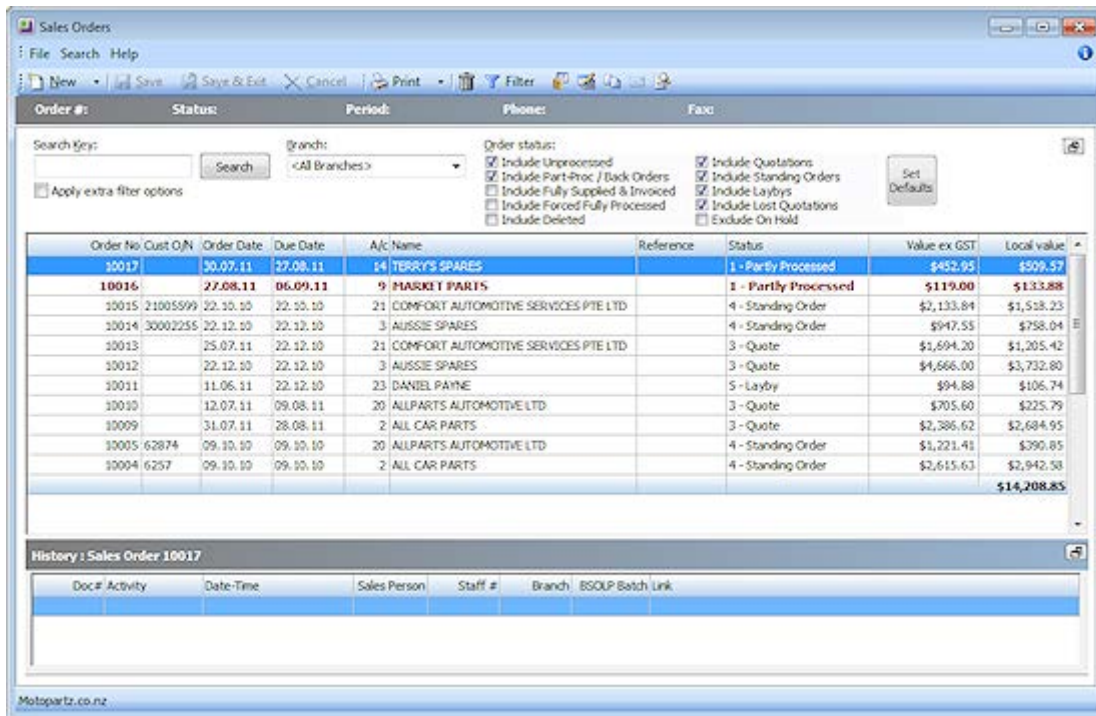 Sales Orders
File Search Help
New Save Save & Exit Cancel Print Filter
Order #: Status: Period: Phone: Fax:
Search Key: Branch: Order status:
Search <All Branches> Include Unprocessed Include Quotations
Include Part-Proc / Back Orders Include Standing Orders Set Defaults
Apply extra filter options Include Fully Supplied & Invoiced Include Laybys
Include Forced Fully Processed Include Lost Quotations
Include Deleted Exclude On Hold
Order No Cust O/N Order Date Due Date A/c Name Reference Status Value ex GST Local value
10017 30.07.11 27.08.11 14 TERRY'S SPARES 1 - Partly Processed $452.95 $509.57
10016 27.08.11 06.09.11 9 MARKET PARTS 1 - Partly Processed $119.00 $133.88
10015 21005599 22.10.10 22.10.10 21 COMFORT AUTOMOTIVE SERVICES PTE LTD 4 - Standing Order $2,133.84 $1,518.23
10014 30002255 22.12.10 22.12.10 3 AUSSIE SPARES 4 - Standing Order $947.55 $758.04
10013 25.07.11 22.12.10 21 COMFORT AUTOMOTIVE SERVICES PTE LTD 3 - Quote $1,694.20 $1,205.42
10012 22.12.10 22.12.10 3 AUSSIE SPARES 3 - Quote $4,666.00 $3,732.80
10011 11.06.11 22.12.10 23 DANIEL PAYNE 5 - Layby $94.88 $106.74
10010 12.07.11 09.08.11 20 ALLPARTS AUTOMOTIVE LTD 3 - Quote $705.60 $225.79
10009 31.07.11 28.08.11 2 ALL CAR PARTS 3 - Quote $2,386.62 $2,684.95
10005 62874 09.10.10 09.10.10 20 ALLPARTS AUTOMOTIVE LTD 4 - Standing Order $1,221.41 $390.85
10004 6257 09.10.10 09.10.10 2 ALL CAR PARTS 4 - Standing Order $2,615.63 $2,942.58
$14,208.85
History : Sales Order 10017
Doc# Activity Date-Time Sales Person Staff # Branch BSOLP Batch Link
Motopartz.co.nz